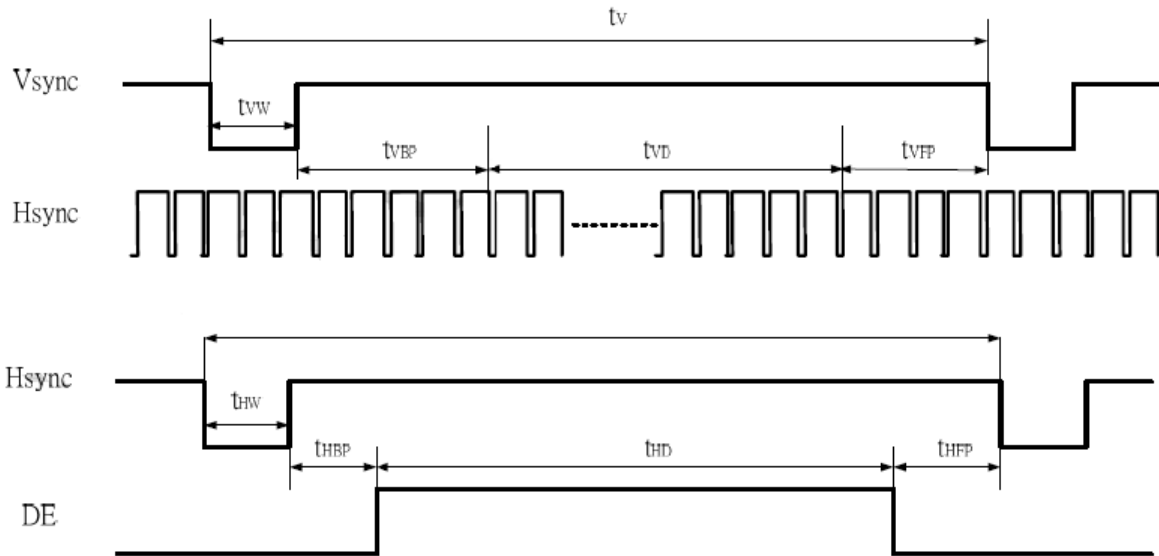 tV
Vsync
tVW
tVBP
tVD
tVFP
Hsync
Hsync
tHW
tHBP
tHD
tHFP
DE